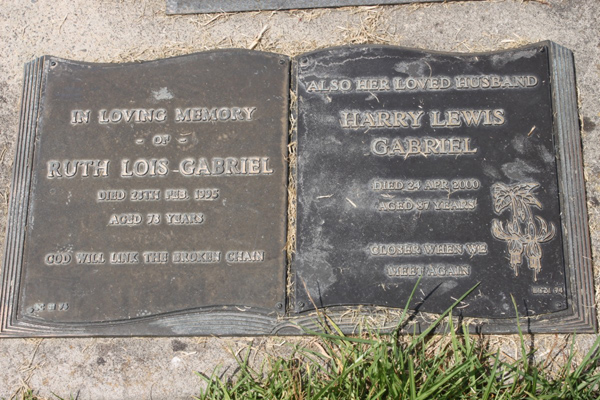 IN LOVING MEMORY
- OF -
RUTH LOIS GABRIEL
DIED 25TH FEB. 1995
AGED 78 YEARS
GOD WILL LINK THE BROKEN CHAIN
ALSO HER LOVED HUSBAND
HARRY LEWIS
GABRIEL
DIED 24 APR 2000
AGED 87 YEARS
CLOSER WHEN WE
MEET AGAIN